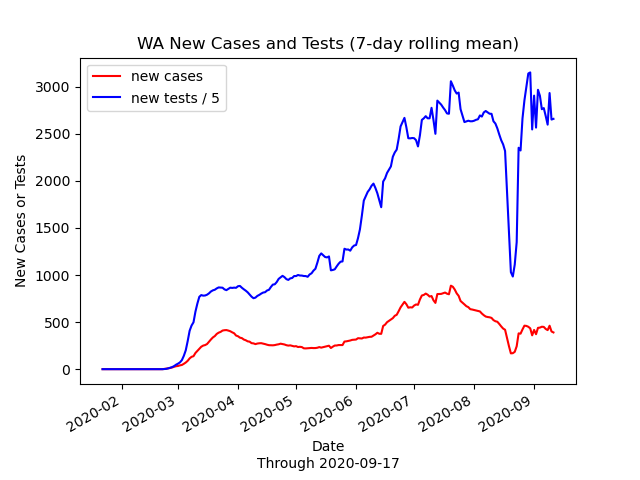 WA New Cases and Tests (7-day rolling mean)
new cases
new tests / 5
New Cases or Tests
3000
2500
2000
1500
1000
500
0
2020-02
2020-03
2020-04
2020-05
2020-06
2020-07
2020-08
2020-09
Date
Through 2020-09-17